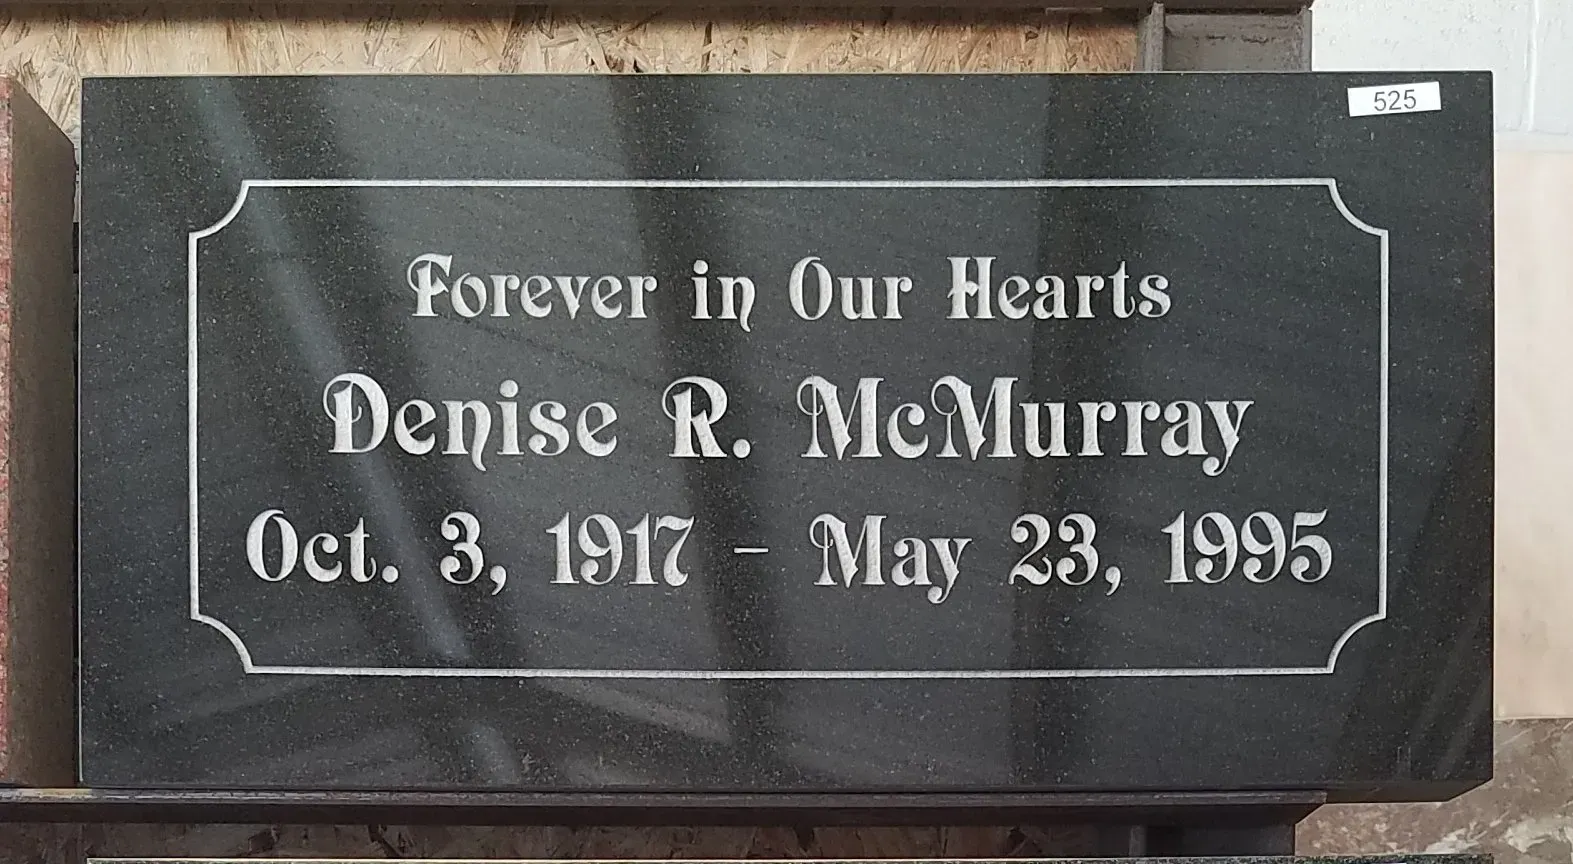 525
Forever in Our Hearts
Denise R. McMurray
Oct. 3, 1917 – May 23, 1995